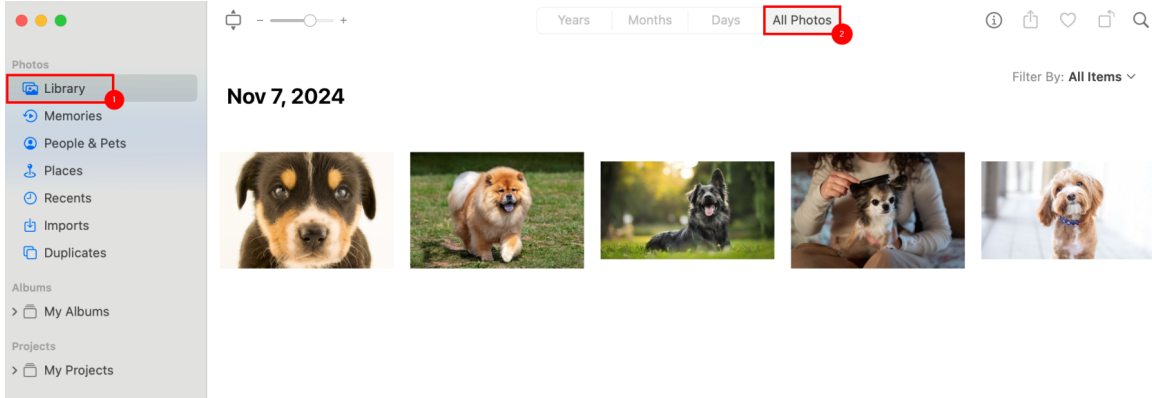 Years Months Days All Photos
2
Photos
Library
1
Memories
People & Pets
Places
Recents
Imports
Duplicates
Albums
My Albums
Projects
My Projects
Filter By: All Items
Nov 7, 2024